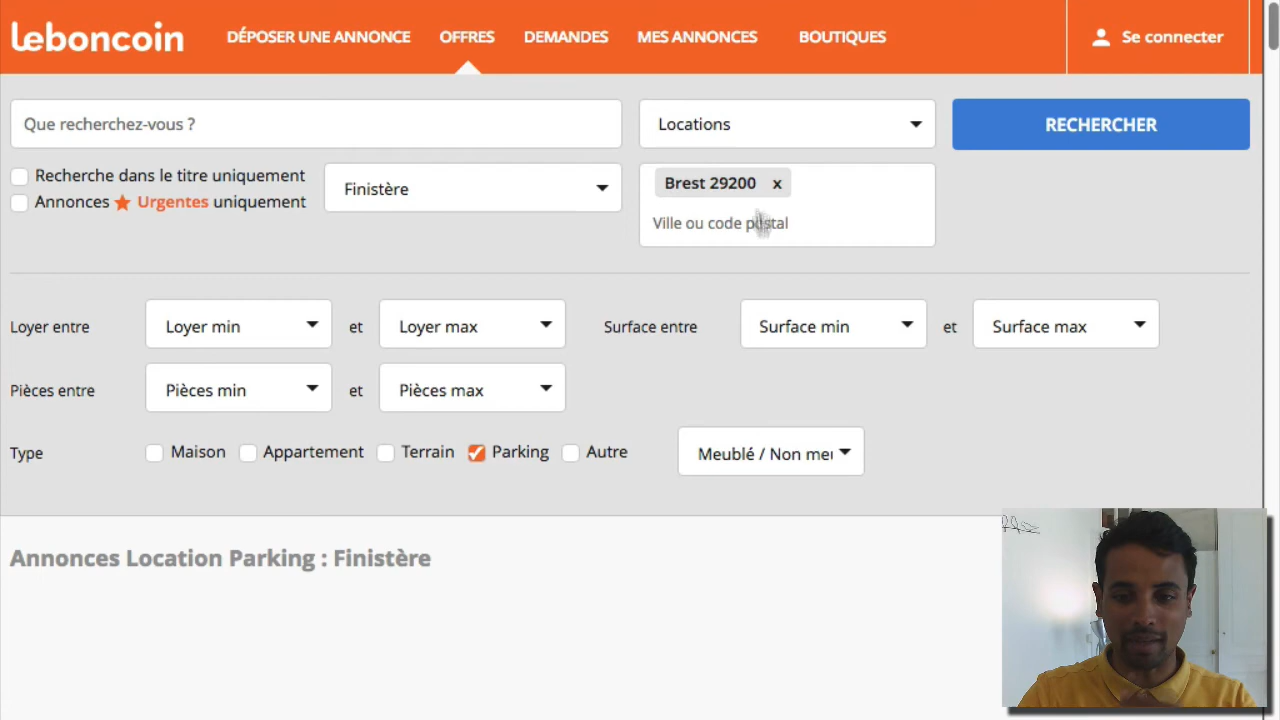 leboncoin DÉPOSER UNE ANNONCE OFFRES DEMANDES MES ANNONCES BOUTIQUES Se connecter
Que recherchez-vous ? Locations RECHERCHER
Recherche dans le titre uniquement Finistère Brest 29200 x
Annonces Urgentes uniquement Ville ou code postal
Loyer entre Loyer min et Loyer max Surface entre Surface min et Surface max
Pièces entre Pièces min et Pièces max
Type Maison Appartement Terrain Parking Autre Meublé / Non meu
Annonces Location Parking : Finistère